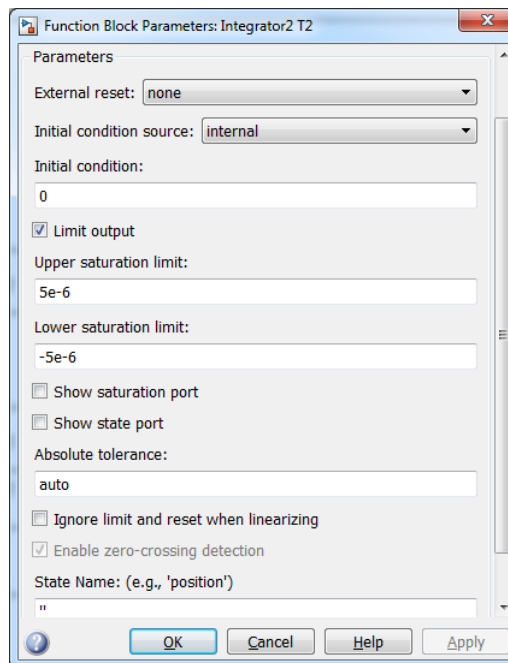 Function Block Parameters: Integrator2 T2
Parameters
External reset: none
Initial condition source: internal
Initial condition:
0
Limit output
Upper saturation limit:
5e-6
Lower saturation limit:
-5e-6
Show saturation port
Show state port
Absolute tolerance:
auto
Ignore limit and reset when linearizing
Enable zero-crossing detection
State Name: (e.g., 'position')
''
OK Cancel Help Apply